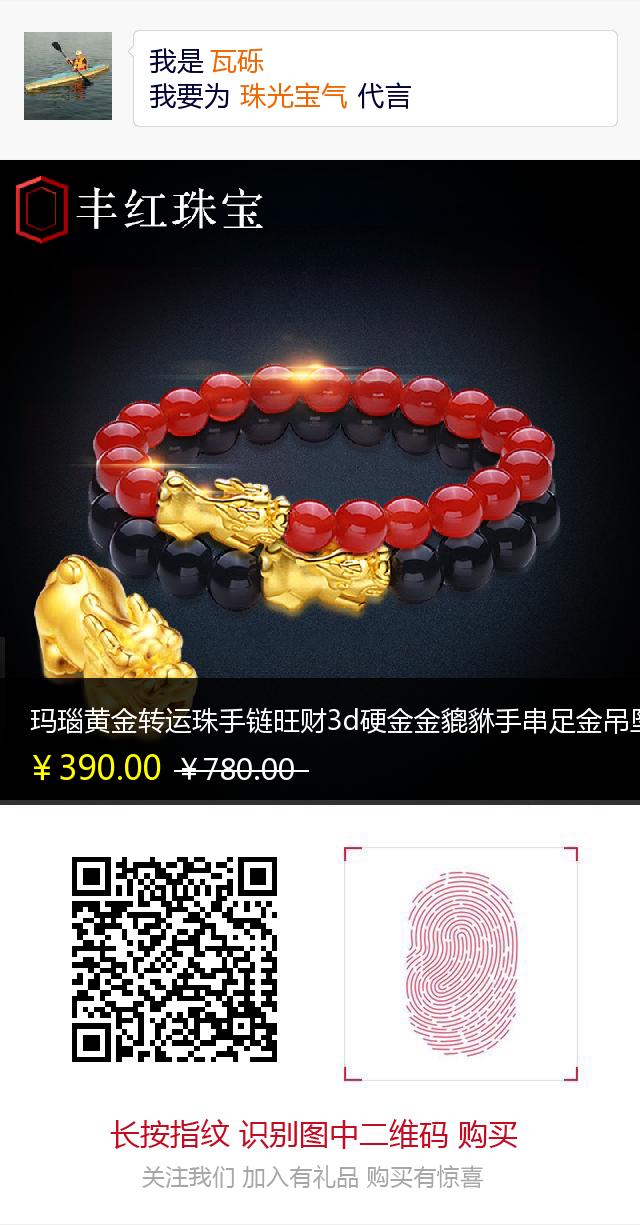 我是 瓦砾
我要为 珠光宝气 代言
丰红珠宝
玛瑙黄金转运珠手链旺财3d硬金金貔貅手串足金吊
￥390.00 ￥780.00
长按指纹 识别图中二维码 购买
关注我们 加入有礼品 购买有惊喜